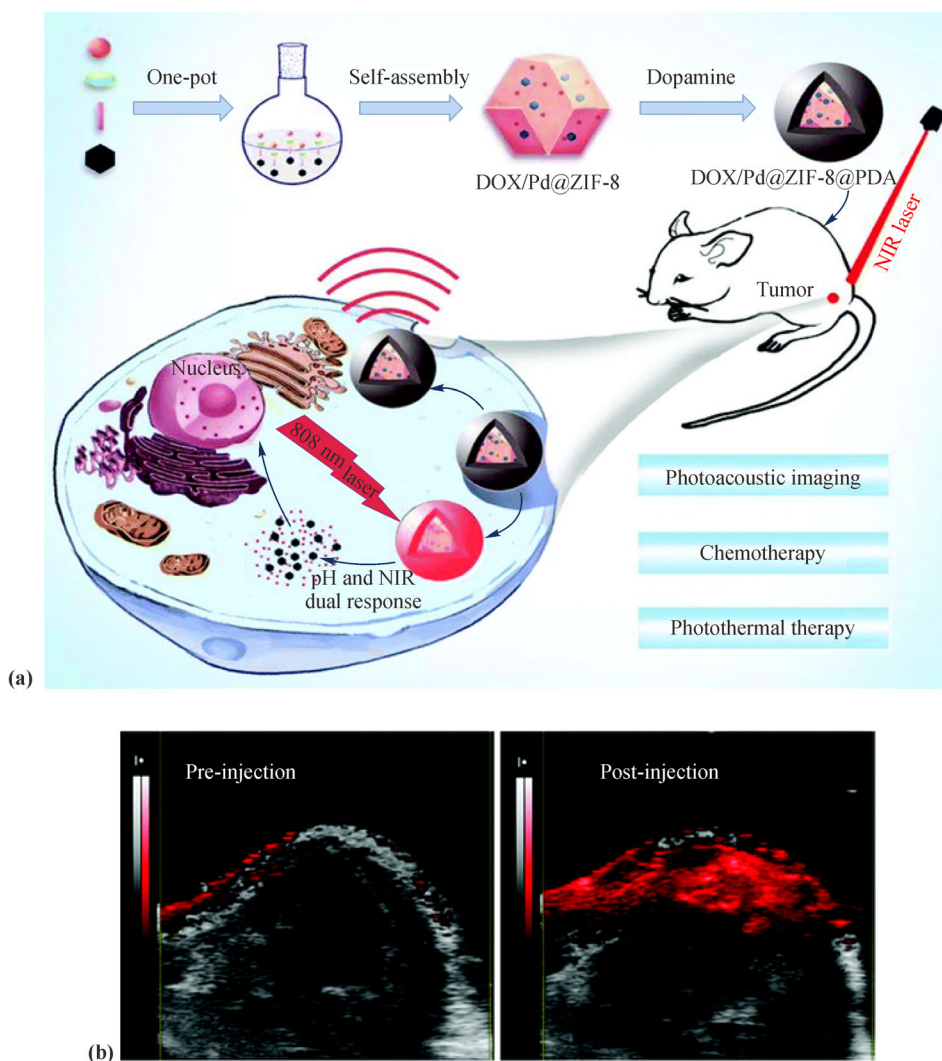 One-pot
Self-assembly
Dopamine
DOX/Pd@ZIF-8
DOX/Pd@ZIF-8@PDA
NIR laser
Tumor
Nucleus
808 nm laser
pH and NIR
dual response
Photoacoustic imaging
Chemotherapy
Photothermal therapy
(a)
Pre-injection
Post-injection
(b)